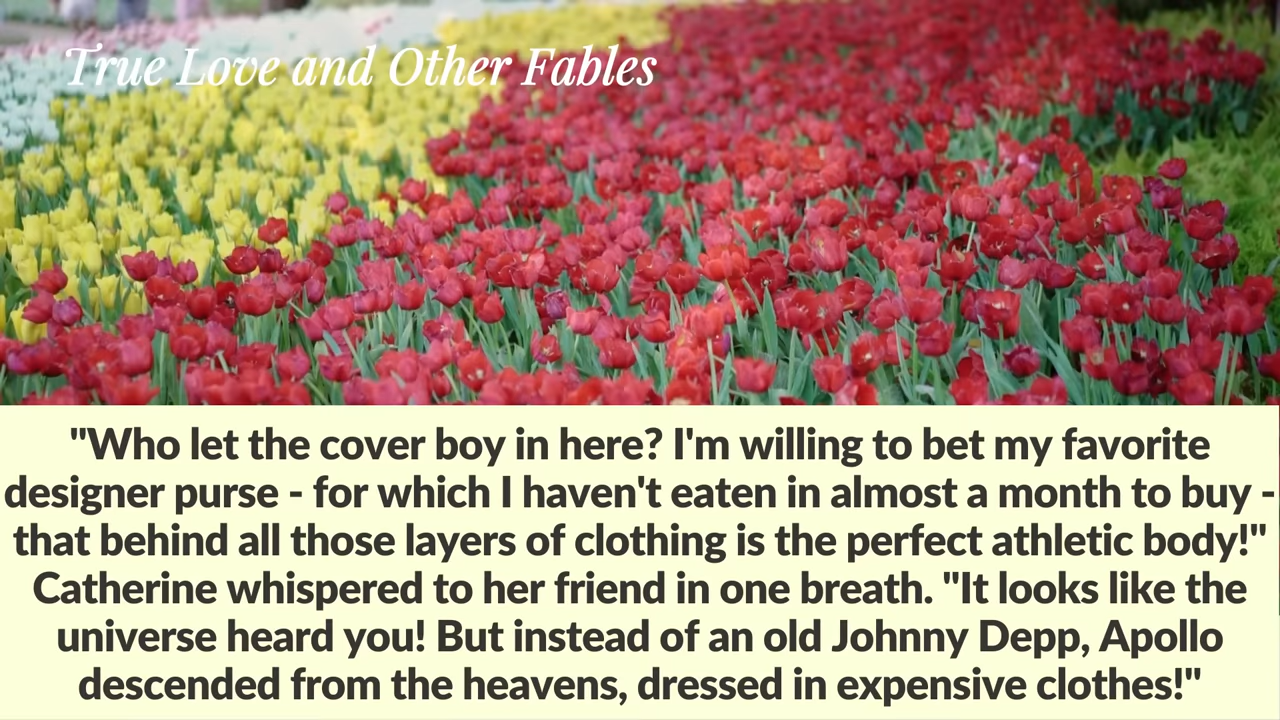 True Love and Other Fables
"Who let the cover boy in here? I'm willing to bet my favorite
designer purse - for which I haven't eaten in almost a month to buy -
that behind all those layers of clothing is the perfect athletic body!"
Catherine whispered to her friend in one breath. "It looks like the
universe heard you! But instead of an old Johnny Depp, Apollo
descended from the heavens, dressed in expensive clothes!"